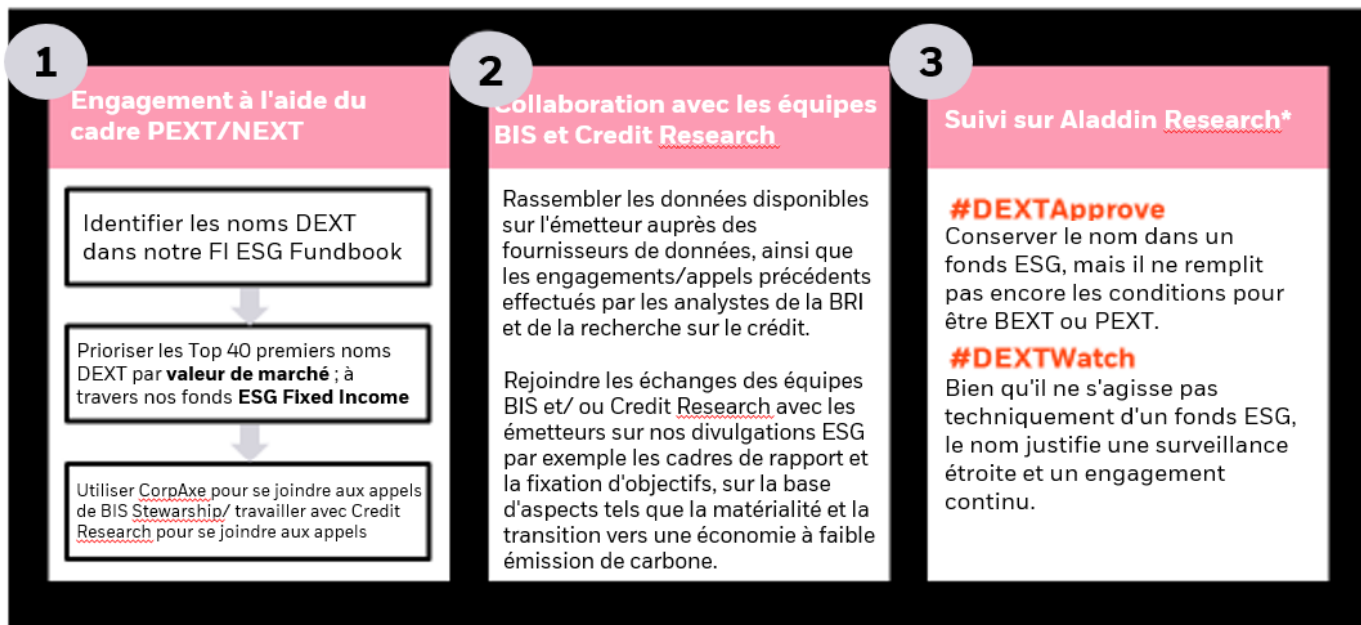 1
Engagement à l'aide du
cadre PEXT/NEXT
Identifier les noms DEXT
dans notre FI ESG Fundbook
Prioriser les Top 40 premiers noms
DEXT par valeur de marché ; à
travers nos fonds ESG Fixed Income
Utiliser CorpAxe pour se joindre aux appels
de BIS Stewarship/ travailler avec Credit
Research pour se joindre aux appels
2
Collaboration avec les équipes
BIS et Credit Research
Rassembler les données disponibles
sur l'émetteur auprès des
fournisseurs de données, ainsi que
les engagements/appels précédents
effectués par les analystes de la BRI
et de la recherche sur le crédit.
Rejoindre les échanges des équipes
BIS et/ ou Credit Research avec les
émetteurs sur nos divulgations ESG
par exemple les cadres de rapport et
la fixation d'objectifs, sur la base
d'aspects tels que la matérialité et la
transition vers une économie à faible
émission de carbone.
3
Suivi sur Aladdin Research*
#DEXTApprove
Conserver le nom dans un
fonds ESG, mais il ne remplit
pas encore les conditions pour
être BEXT ou PEXT.
#DEXTWatch
Bien qu'il ne s'agisse pas
techniquement d'un fonds ESG,
le nom justifie une surveillance
étroite et un engagement
continu.